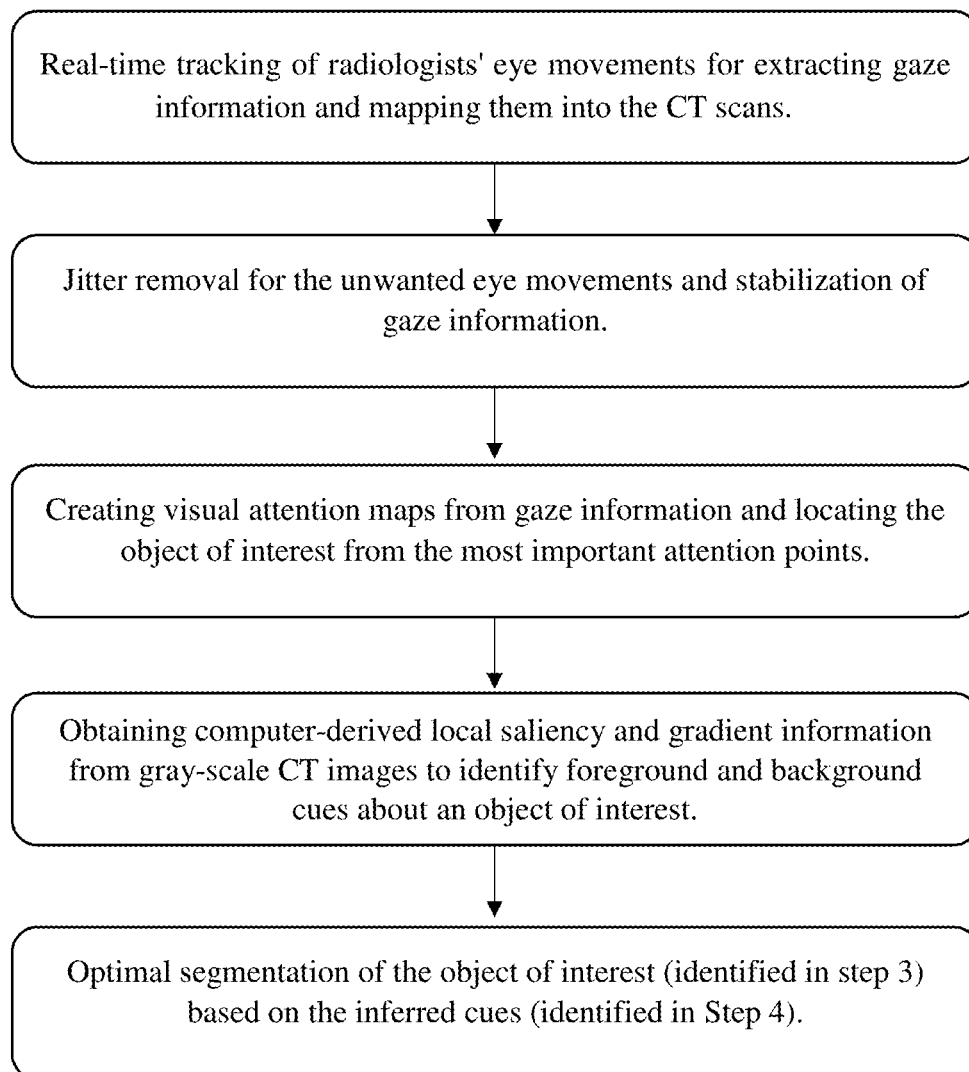 Real-time tracking of radiologists' eye movements for extracting gaze
information and mapping them into the CT scans.
Jitter removal for the unwanted eye movements and stabilization of
gaze information.
Creating visual attention maps from gaze information and locating the
object of interest from the most important attention points.
Obtaining computer-derived local saliency and gradient information
from gray-scale CT images to identify foreground and background
cues about an object of interest.
Optimal segmentation of the object of interest (identified in step 3)
based on the inferred cues (identified in Step 4).